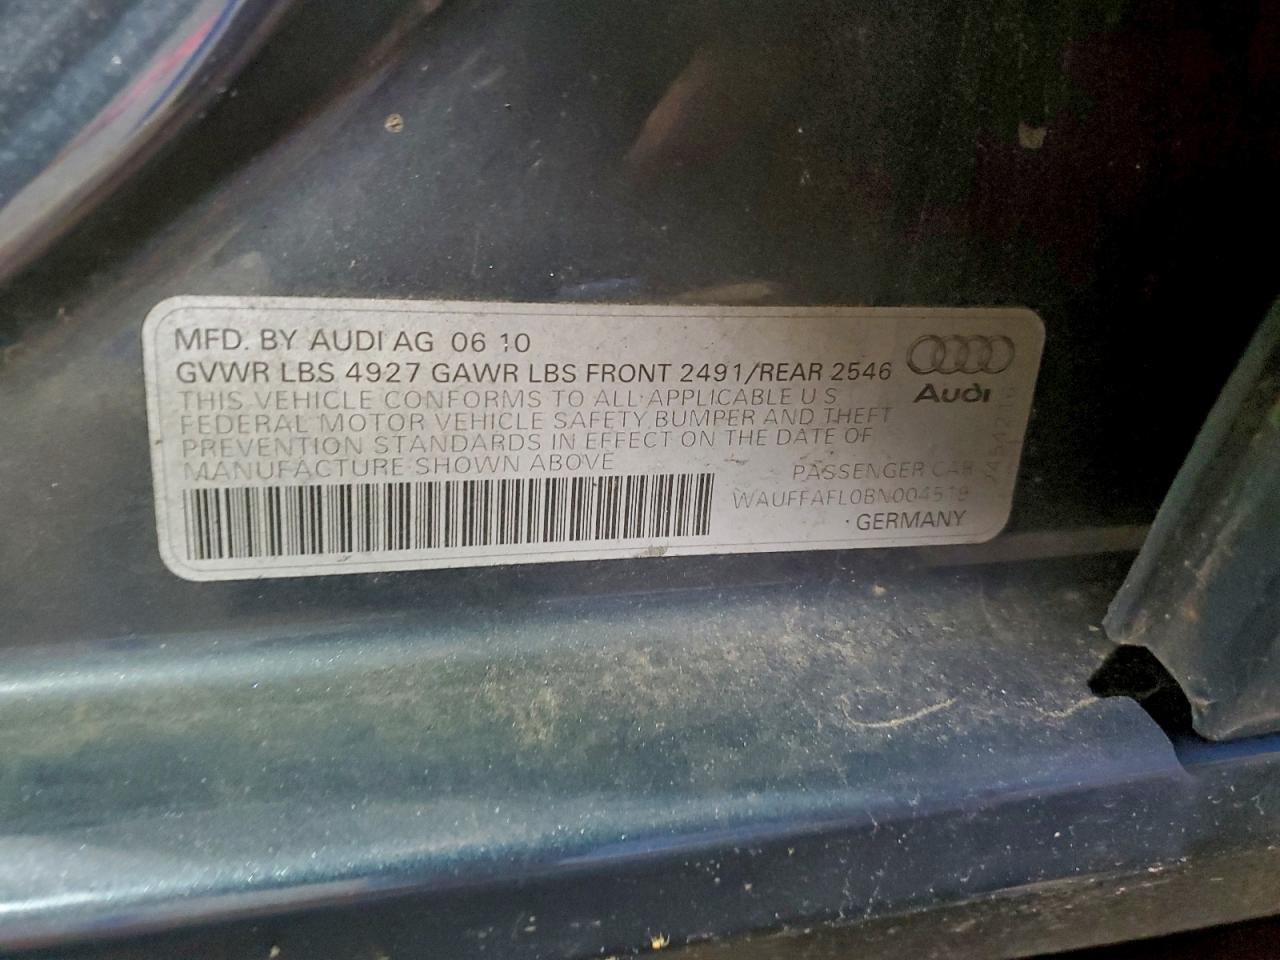 MFD. BY AUDI AG 06 10
GVWR LBS 4927 GAWR LBS FRONT 2491/REAR 2546
Audi
THIS VEHICLE CONFORMS TO ALL APPLICABLE U S
FEDERAL MOTOR VEHICLE SAFETY, BUMPER AND THEFT
PREVENTION STANDARDS IN EFFECT ON THE DATE OF
MANUFACTURE SHOWN ABOVE
PASSENGER CAR
WAUFFAFL0BN004519
GERMANY